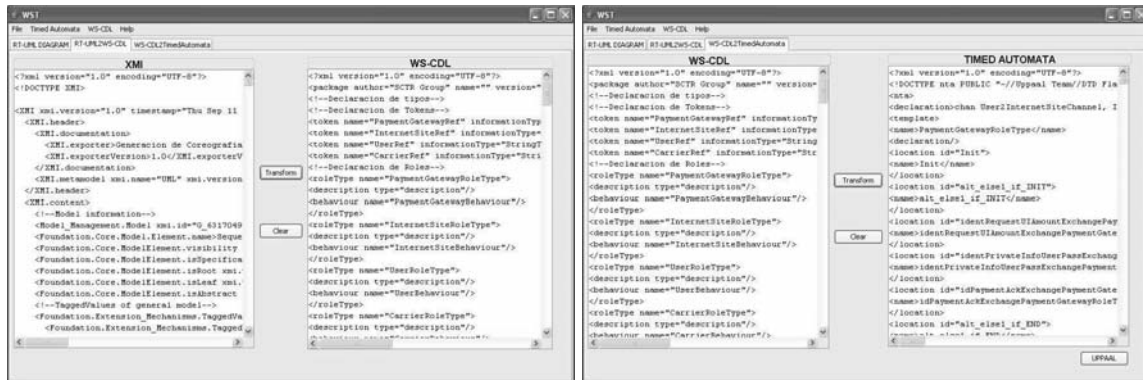 WST
File Timed Automata WS-CDL Help
RT-UML DIAGRAM RT-UML2WS-CDL WS-CDL2TimedAutomata
XMI
<?xml version="1.0" encoding="UTF-8"?>
<!DOCTYPE XMI>
<XMI xmi.version="1.0" timestamp="Thu Sep 11
<XMI.header>
<XMI.documentation>
<XMI.exporter>Generacion de Coreografia
<XMI.exporterVersion>1.0</XMI.exporterV
</XMI.documentation>
<XMI.metamodel xmi.name="UML" xmi.version
</XMI.header>
<XMI.content>
<!--Model information-->
<Model_Management.Model xmi.id="G_6317049
<Foundation.Core.Model.Element.name>Seque
<Foundation.Core.ModelElement.visibility
<Foundation.Core.ModelElement.isSpecifica
<Foundation.Core.ModelElement.isRoot xmi.
<Foundation.Core.ModelElement.isLeaf xmi.
<Foundation.Core.ModelElement.isAbstract
<!--TaggedValues of general model-->
<Foundation.Extension_Mechanisms.TaggedVa
<Foundation.Extension_Mechanisms.Tagged
Transform
Clear
WS-CDL
<?xml version="1.0" encoding="UTF-8"?>
<package author="SCTR Group" name="" version=
<!--Declaracion de tipos-->
<!--Declaracion de Tokens-->
<token name="PaymentGatewayRef" informationTyp
<token name="InternetSiteRef" informationType=
<token name="UserRef" informationType="StringT
<token name="CarrierRef" informationType="Stri
<!--Declaracion de Roles-->
<roleType name="PaymentGatewayRoleType">
<description type="description"/>
<behaviour name="PaymentGatewayBehaviour"/>
</roleType>
<roleType name="InternetSiteRoleType">
<description type="description"/>
<behaviour name="InternetSiteBehaviour"/>
</roleType>
<roleType name="UserRoleType">
<description type="description"/>
<behaviour name="UserBehaviour"/>
</roleType>
<roleType name="CarrierRoleType">
<description type="description"/>
WST
File Timed Automata WS-CDL Help
RT-UML DIAGRAM RT-UML2WS-CDL WS-CDL2TimedAutomata
WS-CDL
<?xml version="1.0" encoding="UTF-8"?>
<package author="SCTR Group" name="" version
<!--Declaracion de tipos-->
<!--Declaracion de Tokens-->
<token name="PaymentGatewayRef" informationTy
<token name="InternetSiteRef" informationType
<token name="UserRef" informationType="String
<token name="CarrierRef" informationType="Str
<!--Declaracion de Roles-->
<roleType name="PaymentGatewayRoleType">
<description type="description"/>
<behaviour name="PaymentGatewayBehaviour"/>
</roleType>
<roleType name="InternetSiteRoleType">
<description type="description"/>
<behaviour name="InternetSiteBehaviour"/>
</roleType>
<roleType name="UserRoleType">
<description type="description"/>
<behaviour name="UserBehaviour"/>
</roleType>
<roleType name="CarrierRoleType">
<description type="description"/>
<behaviour name="CarrierBehaviour"/>
Transform
Clear
TIMED AUTOMATA
<?xml version="1.0" encoding="UTF-8"?>
<!DOCTYPE nta PUBLIC "-//Uppaal Team//DTD Fla
<nta>
<declaration>chan User2InternetSiteChannel, I
<template>
<name>PaymentGatewayRoleType</name>
<declaration/>
<location id="Init">
<name>Init</name>
</location>
<location id="alt_else1_if_INIT">
<name>alt_else1_if_INIT</name>
</location>
<location id="identRequestUIAmountExchangePay
<name>identRequestUIAmountExchangePaymentGate
</location>
<location id="identPrivateInfoUserPassExchang
<name>identPrivateInfoUserPassExchangePayment
</location>
<location id="idPaymentAckExchangePaymentGate
<name>idPaymentAckExchangePaymentGatewayRoleT
</location>
<location id="alt_else1_if_END">
UPPAAL